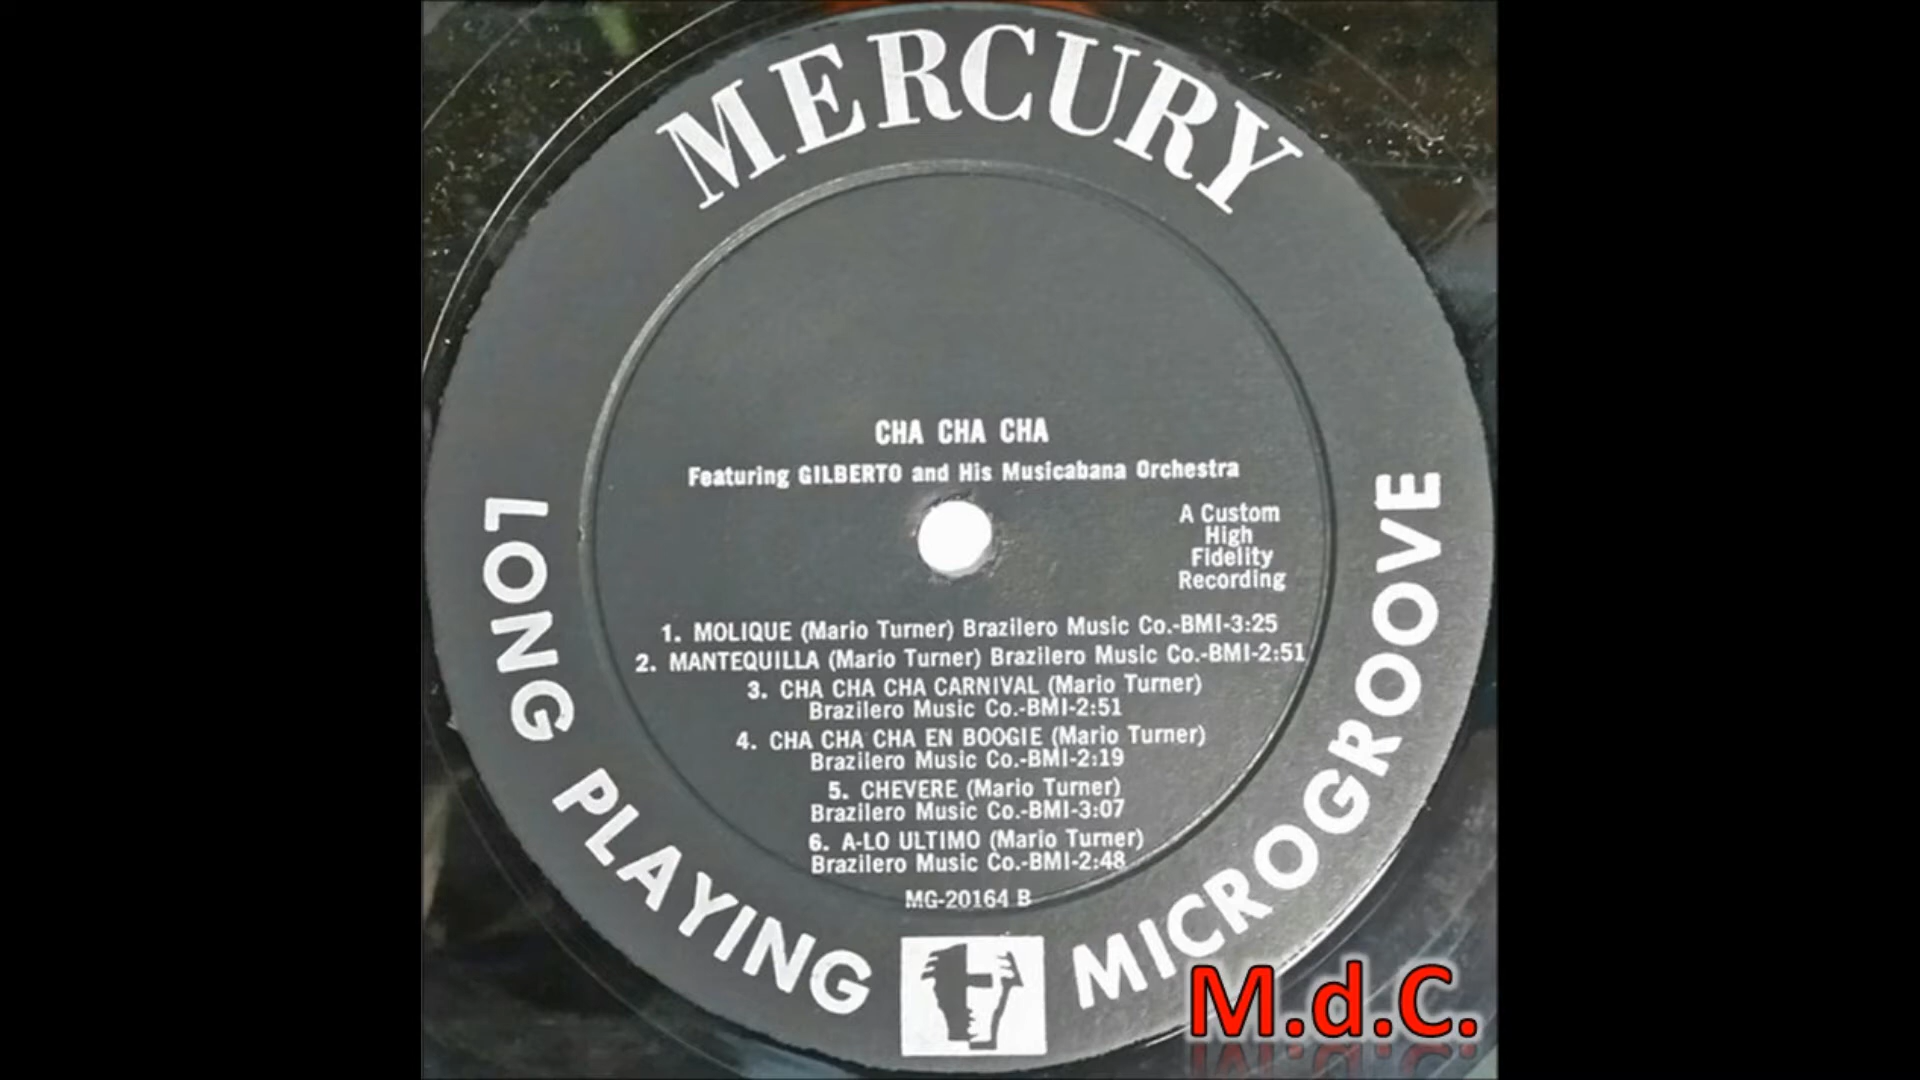 MERCURY
CHA CHA CHA
Featuring GILBERTO and His Musicabana Orchestra
A Custom
High
Fidelity
Recording
1. MOLIQUE (Mario Turner) Brazilero Music Co.-BMI-3:25
2. MANTEQUILLA (Mario Turner) Brazilero Music Co.-BMI-2:51
3. CHA CHA CHA CARNIVAL (Mario Turner)
Brazilero Music Co.-BMI-2:51
4. CHA CHA CHA EN BOOGIE (Mario Turner)
Brazilero Music Co.-BMI-2:19
5. CHEVERE (Mario Turner)
Brazilero Music Co.-BMI-3:07
6. A-LO ULTIMO (Mario Turner)
Brazilero Music Co.-BMI-2:48
MG-20164 B
LONG PLAYING
MICROGROOVE
M.d.C.